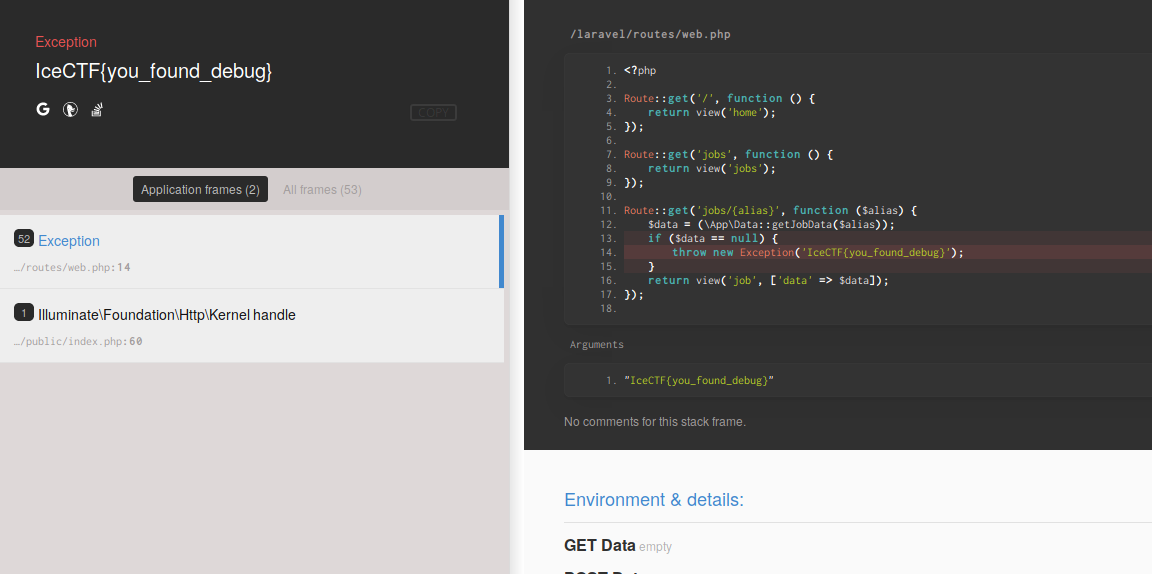 Exception
IceCTF{you_found_debug}
COPY
Application frames (2) All frames (53)
52 Exception
…/routes/web.php:14
1 Illuminate\Foundation\Http\Kernel handle
…/public/index.php:60
/laravel/routes/web.php
1. <?php
2.
3. Route::get('/', function () {
4.     return view('home');
5. });
6.
7. Route::get('jobs', function () {
8.     return view('jobs');
9. });
10.
11. Route::get('jobs/{alias}', function ($alias) {
12.     $data = (\App\Data::getJobData($alias));
13.     if ($data == null) {
14.         throw new Exception('IceCTF{you_found_debug}');
15.     }
16.     return view('job', ['data' => $data]);
17. });
18.
Arguments
1. "IceCTF{you_found_debug}"
No comments for this stack frame.
Environment & details:
GET Data empty